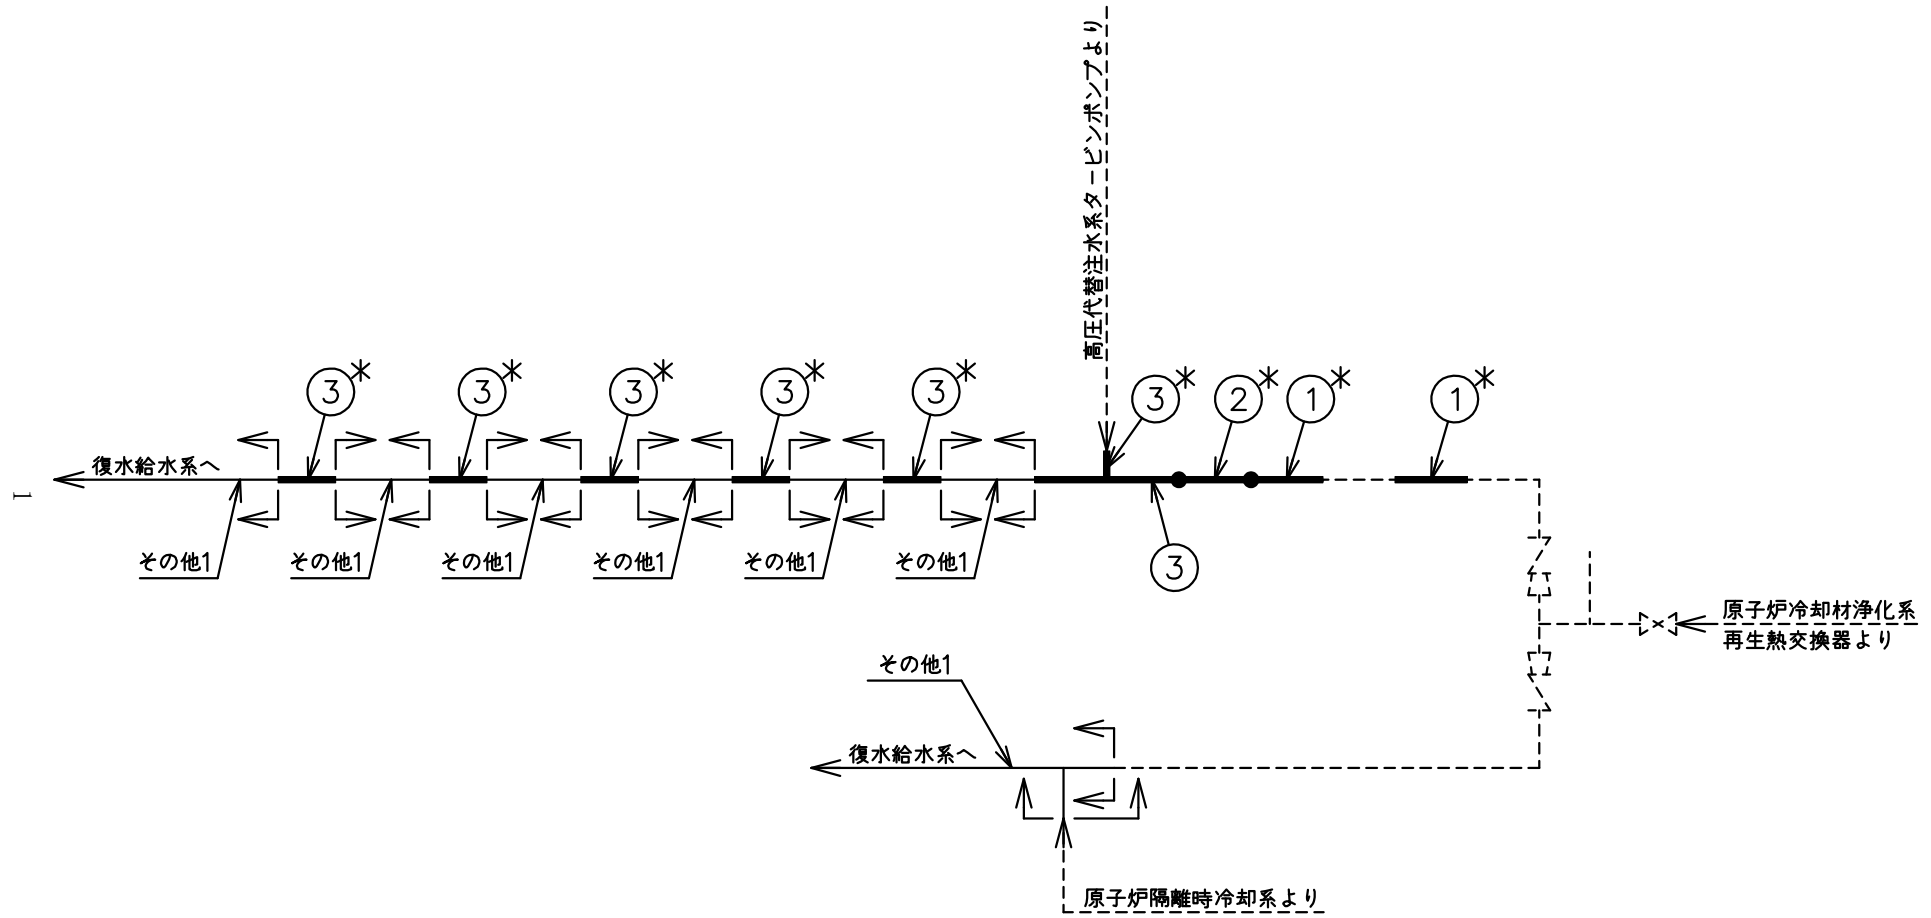 高圧代替注水系タービンポンプより
③*
③*
③*
③*
③*
③*
②*
①*
①*
復水給水系へ
1
その他1
その他1
その他1
その他1
その他1
その他1
③
原子炉冷却材浄化系
再生熱交換器より
その他1
復水給水系へ
原子炉隔離時冷却系より